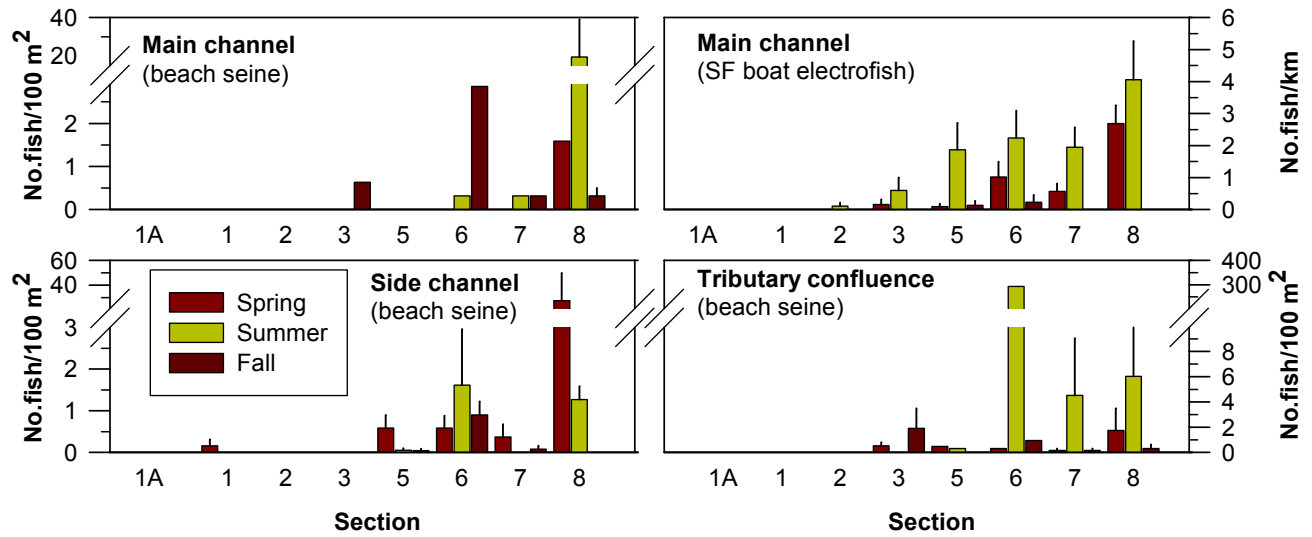 No.fish/100 m2
40
20
2
1
0
Main channel
(beach seine)
1A 1 2 3 5 6 7 8
Main channel
(SF boat electrofish)
6
5
4
3
2
1
0
No.fish/km
1A 1 2 3 5 6 7 8
No.fish/100 m2
60
40
3
2
1
0
Spring
Summer
Fall
Side channel
(beach seine)
1A 1 2 3 5 6 7 8
Section
Tributary confluence
(beach seine)
400
300
8
6
4
2
0
No.fish/100 m2
1A 1 2 3 5 6 7 8
Section